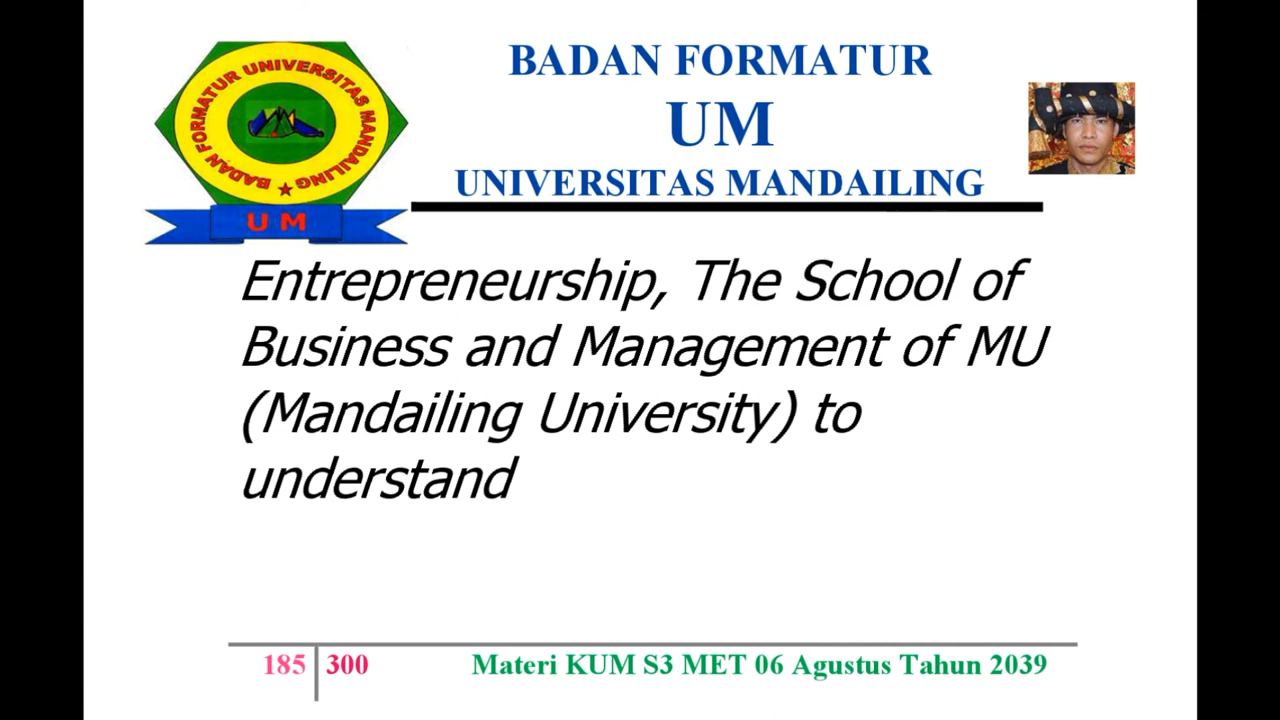 BADAN FORMATUR UNIVERSITAS MANDAILING
U M
BADAN FORMATUR
UM
UNIVERSITAS MANDAILING
Entrepreneurship, The School of
Business and Management of MU
(Mandailing University) to
understand
185 300 Materi KUM S3 MET 06 Agustus Tahun 2039